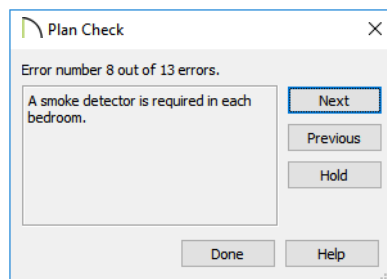 Plan Check
Error number 8 out of 13 errors.
A smoke detector is required in each
bedroom.
Next
Previous
Hold
Done
Help